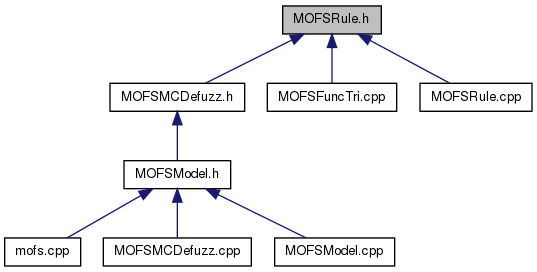 MOFSRule.h
MOFSMCDefuzz.h
MOFSFuncTri.cpp
MOFSRule.cpp
MOFSModel.h
mofs.cpp
MOFSMCDefuzz.cpp
MOFSModel.cpp